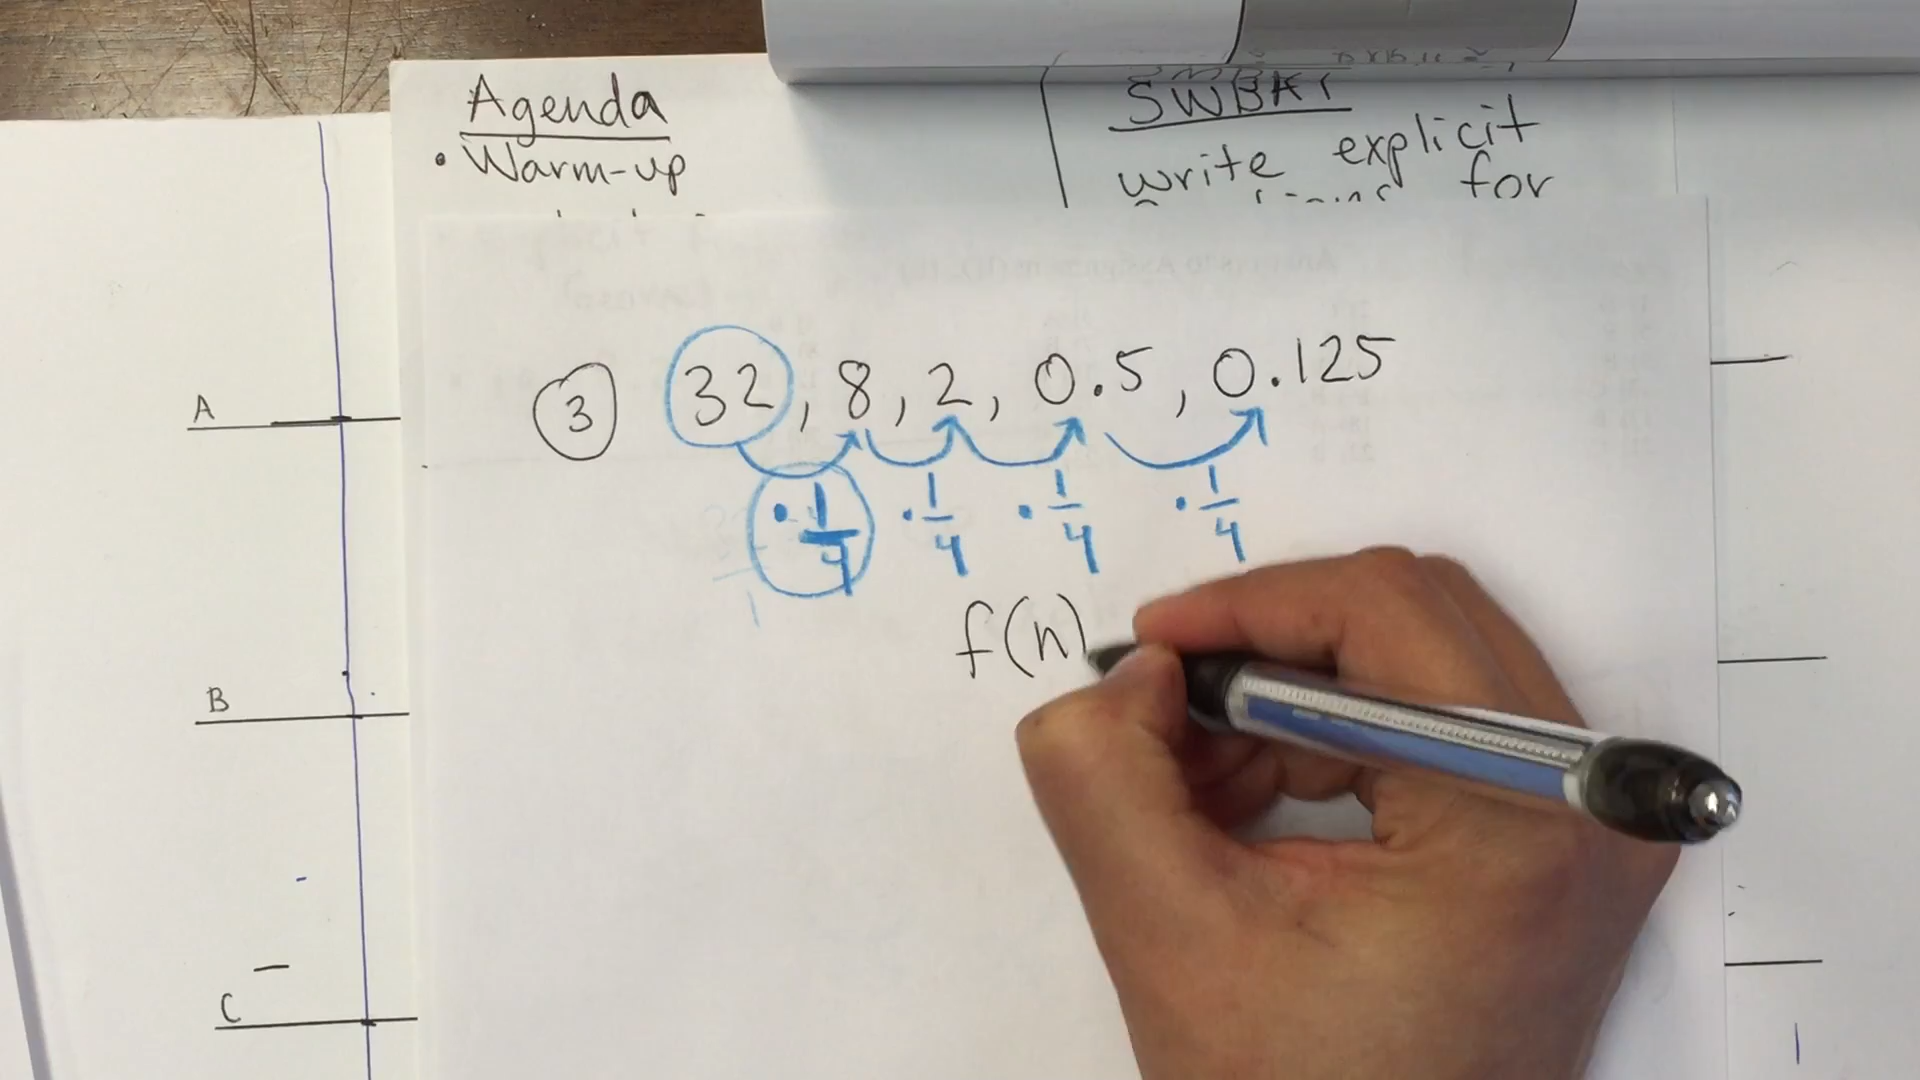 Agenda
• Warm-up
SWBAT
write explicit
for
3 32, 8, 2, 0.5, 0.125
· 1/4 · 1/4 · 1/4 · 1/4
f(n)
A
B
C